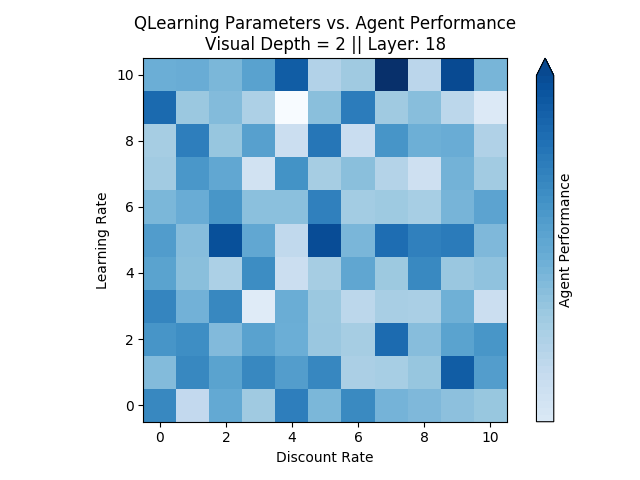 QLearning Parameters vs. Agent Performance
Visual Depth = 2 || Layer: 18
10
8
6
4
2
0
Learning Rate
0 2 4 6 8 10
Discount Rate
Agent Performance